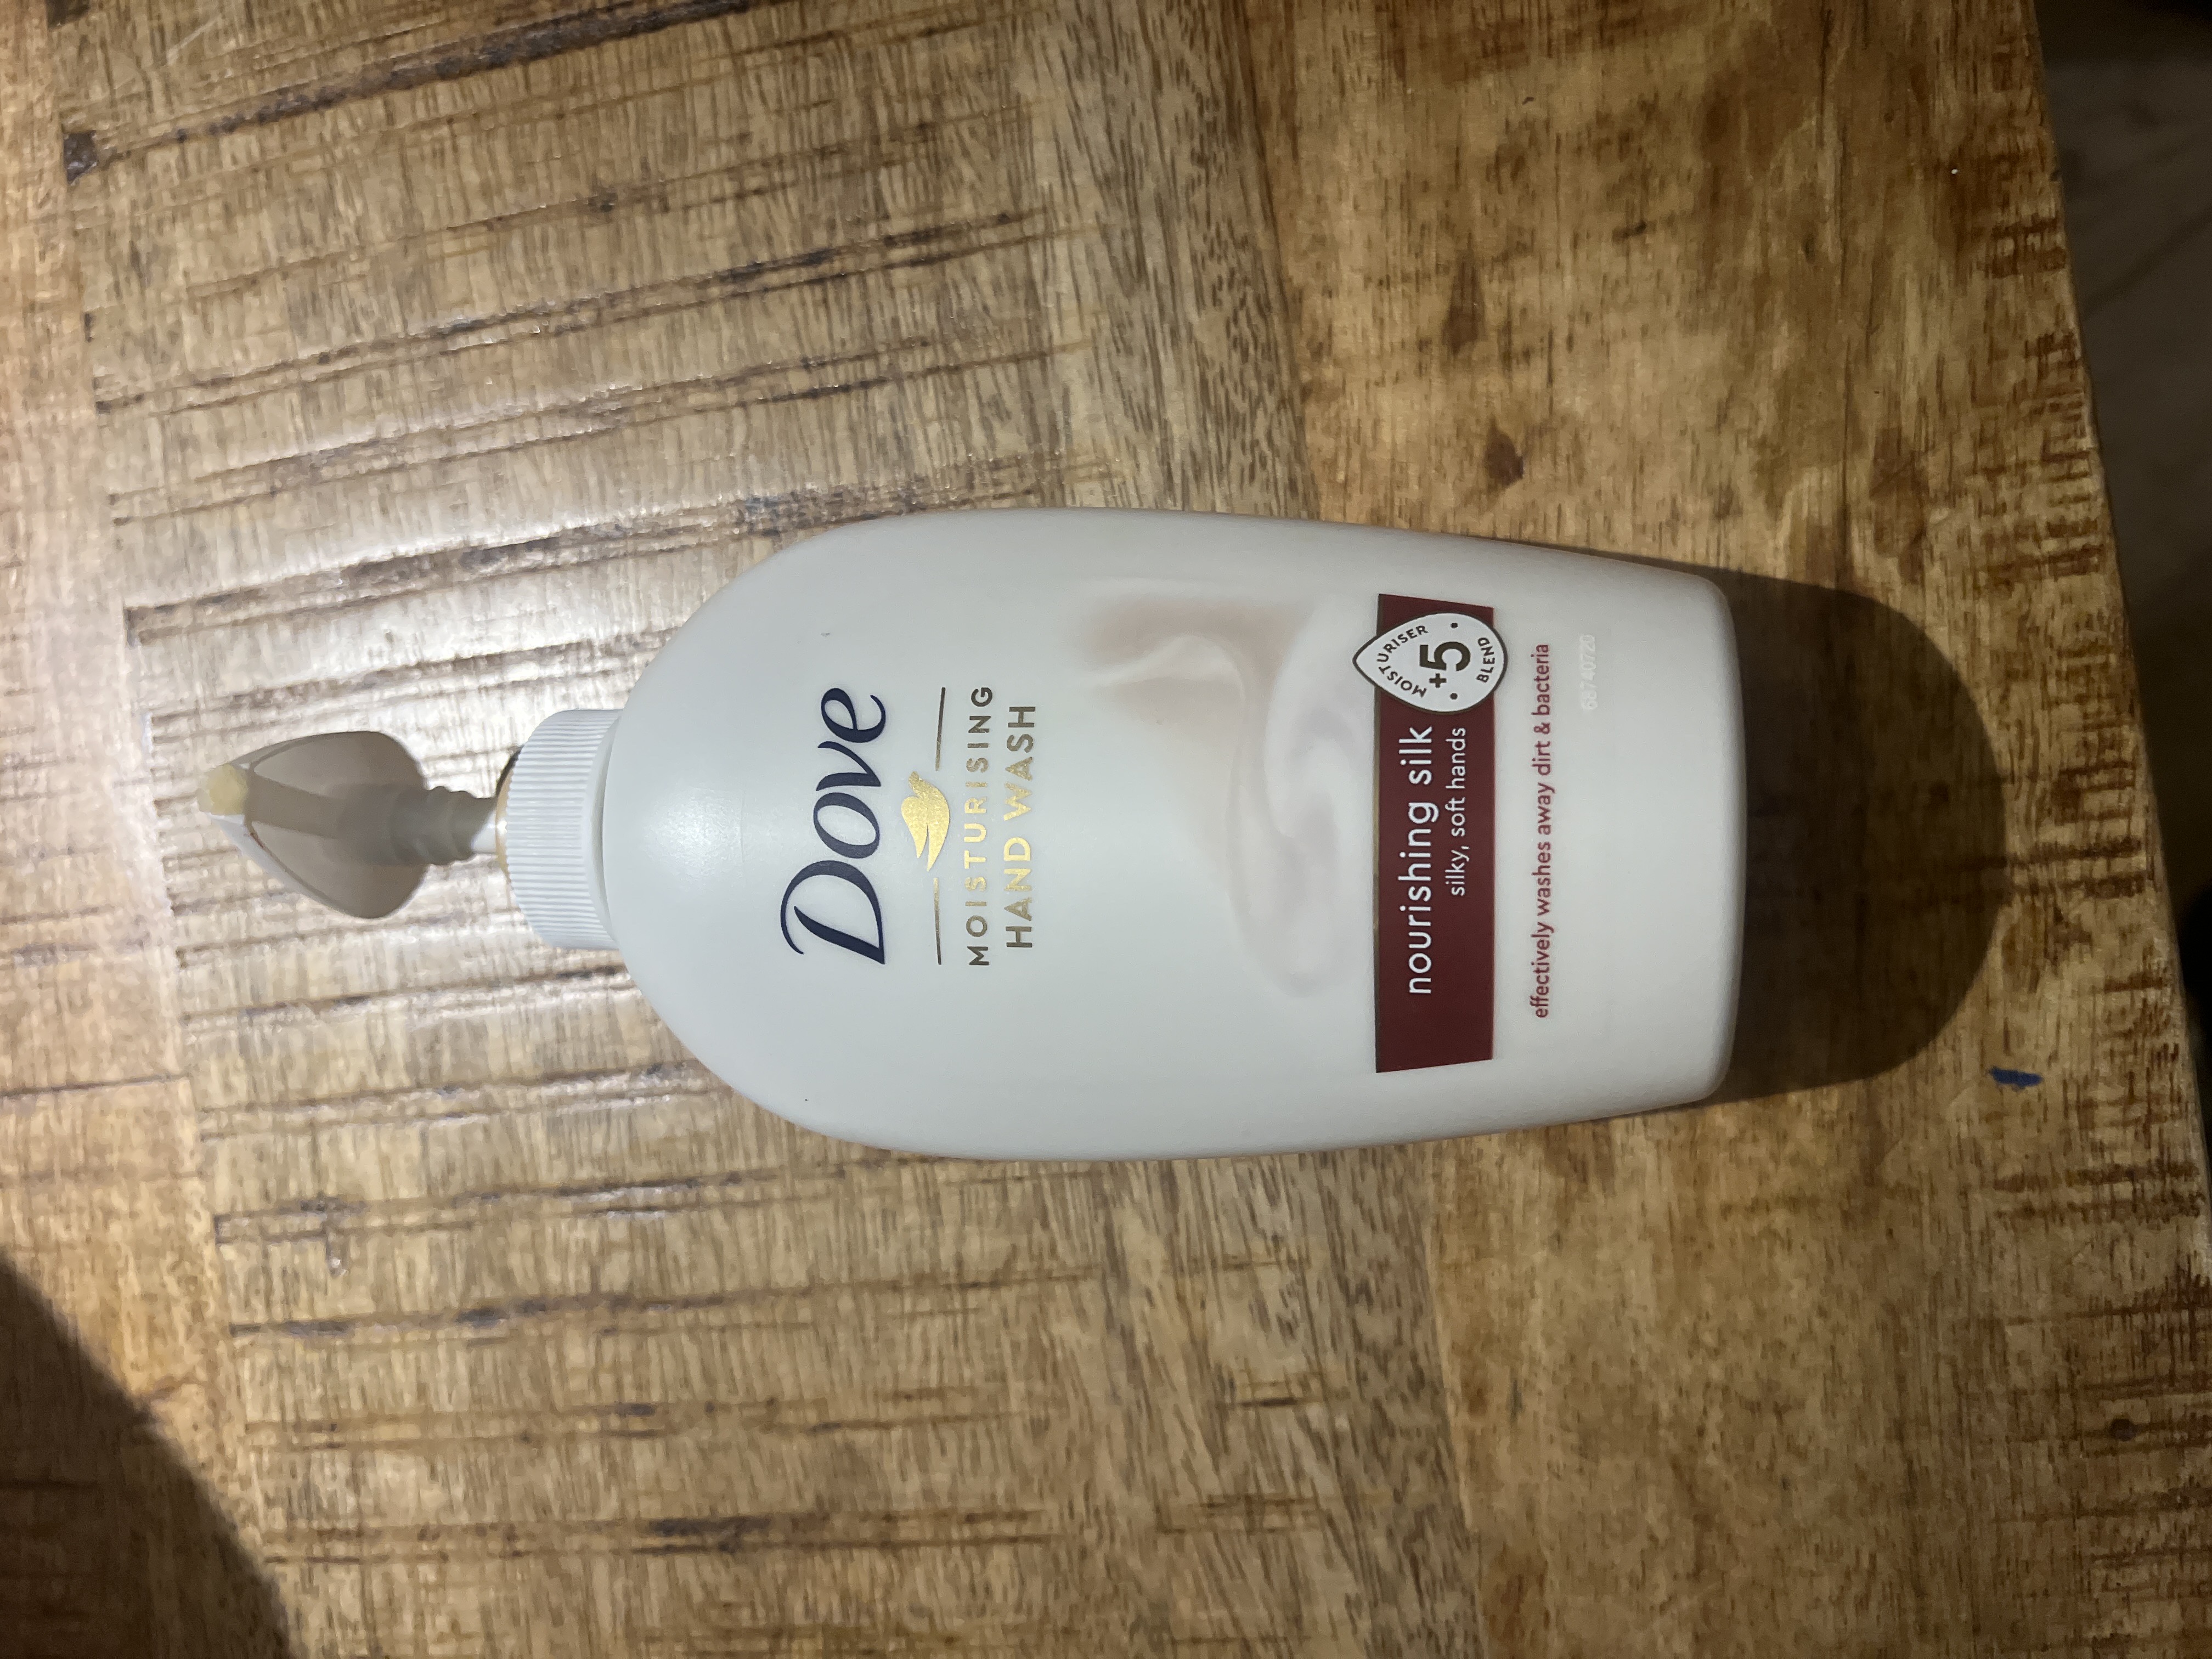 Dove
MOISTURISING
HAND WASH
nourishing silk
silky, soft hands
MOISTURISER
+5
BLEND
effectively washes away dirt & bacteria
68740720